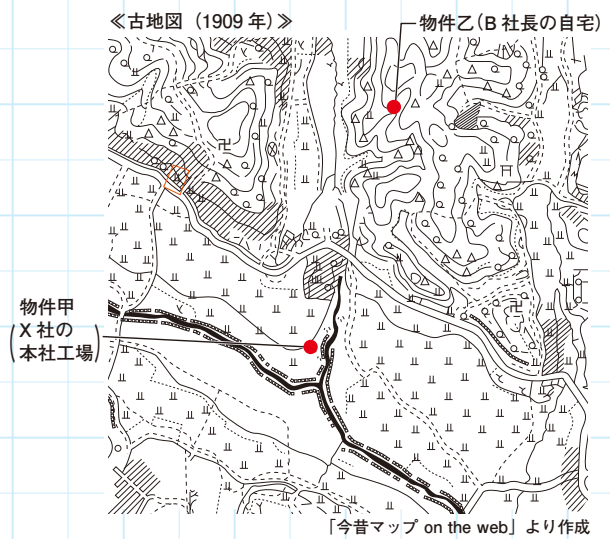 ≪古地図（1909 年）≫
物件乙（B 社長の自宅）
物件甲
（X 社の
本社工場）
「今昔マップ on the web」より作成